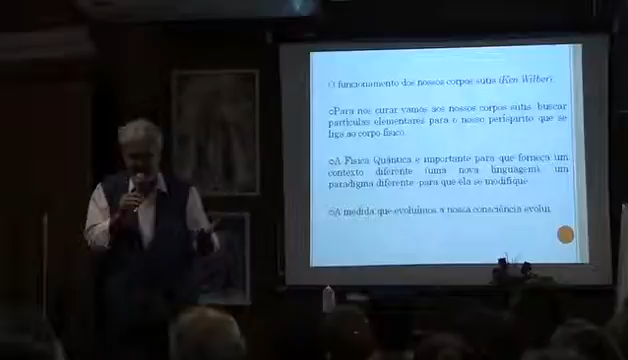 O funcionamento dos nossos corpos sutis (Ken Wilber).
Para nos curar vamos aos nossos corpos sutis, buscar
partículas elementares para o nosso perispírito que se
liga ao corpo físico.
A Física Quântica e importante para que forneça um
contexto diferente (uma nova linguagem) um
paradigma diferente para que ela se modifique
A medida que evoluímos a nossa consciência evolui